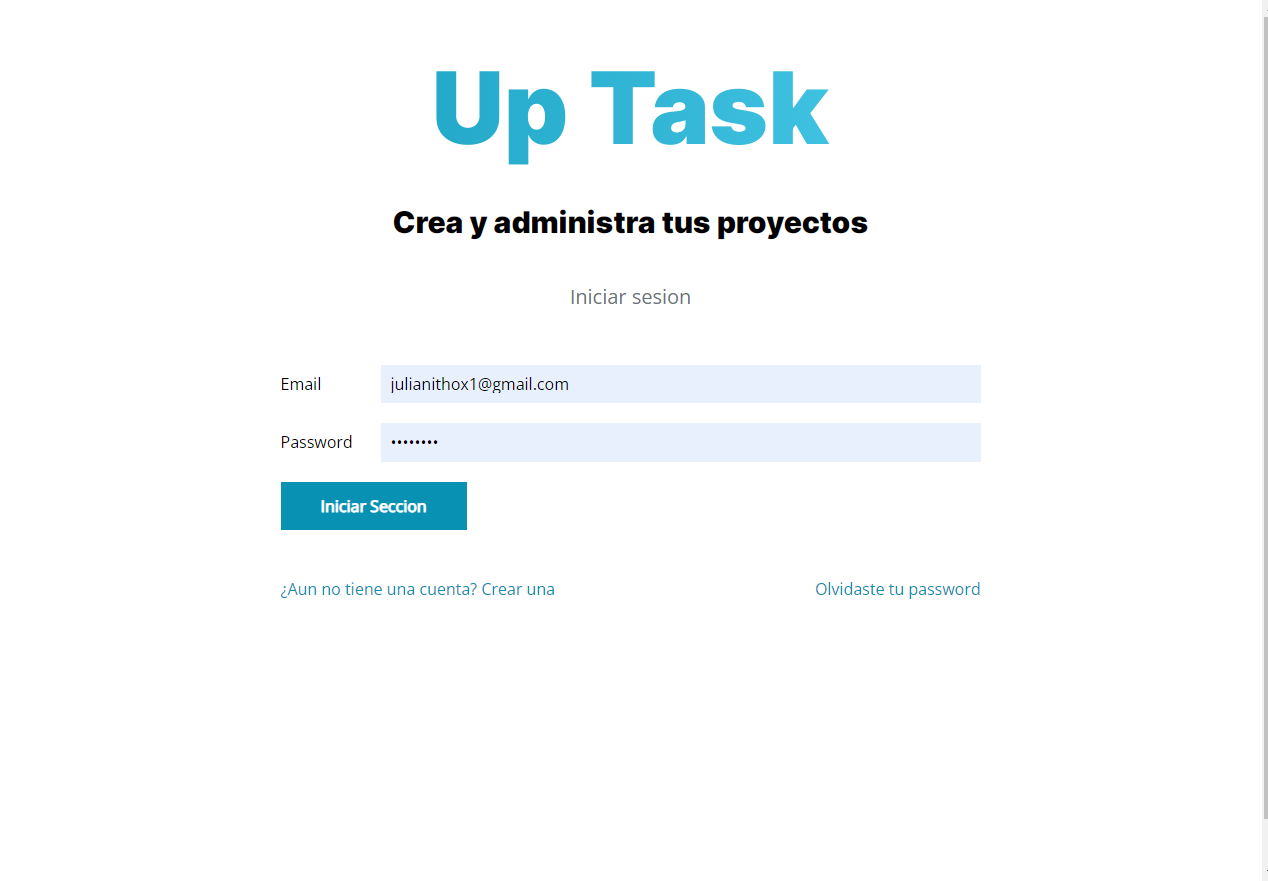 Up Task
Crea y administra tus proyectos
Iniciar sesion
Email julianithox1@gmail.com
Password ••••••••
Iniciar Seccion
¿Aun no tiene una cuenta? Crear una Olvidaste tu password